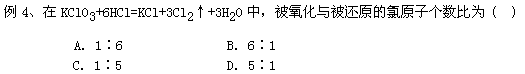 例 4、在 KClO₃+6HCl=KCl+3Cl₂↑+3H₂O 中，被氧化与被还原的氯原子个数比为（  ）
A. 1∶6  B. 6∶1
C. 1∶5  D. 5∶1